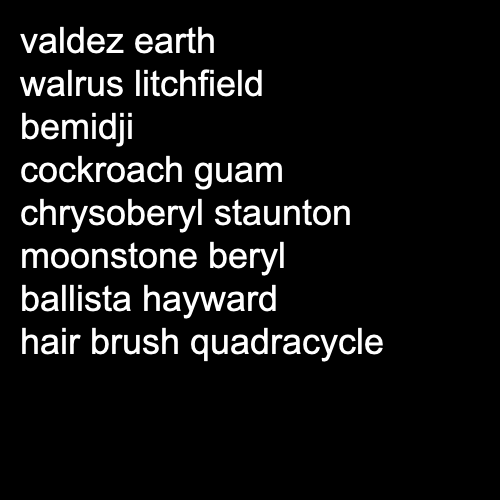 valdez earth
walrus litchfield
bemidji
cockroach guam
chrysoberyl staunton
moonstone beryl
ballista hayward
hair brush quadracycle